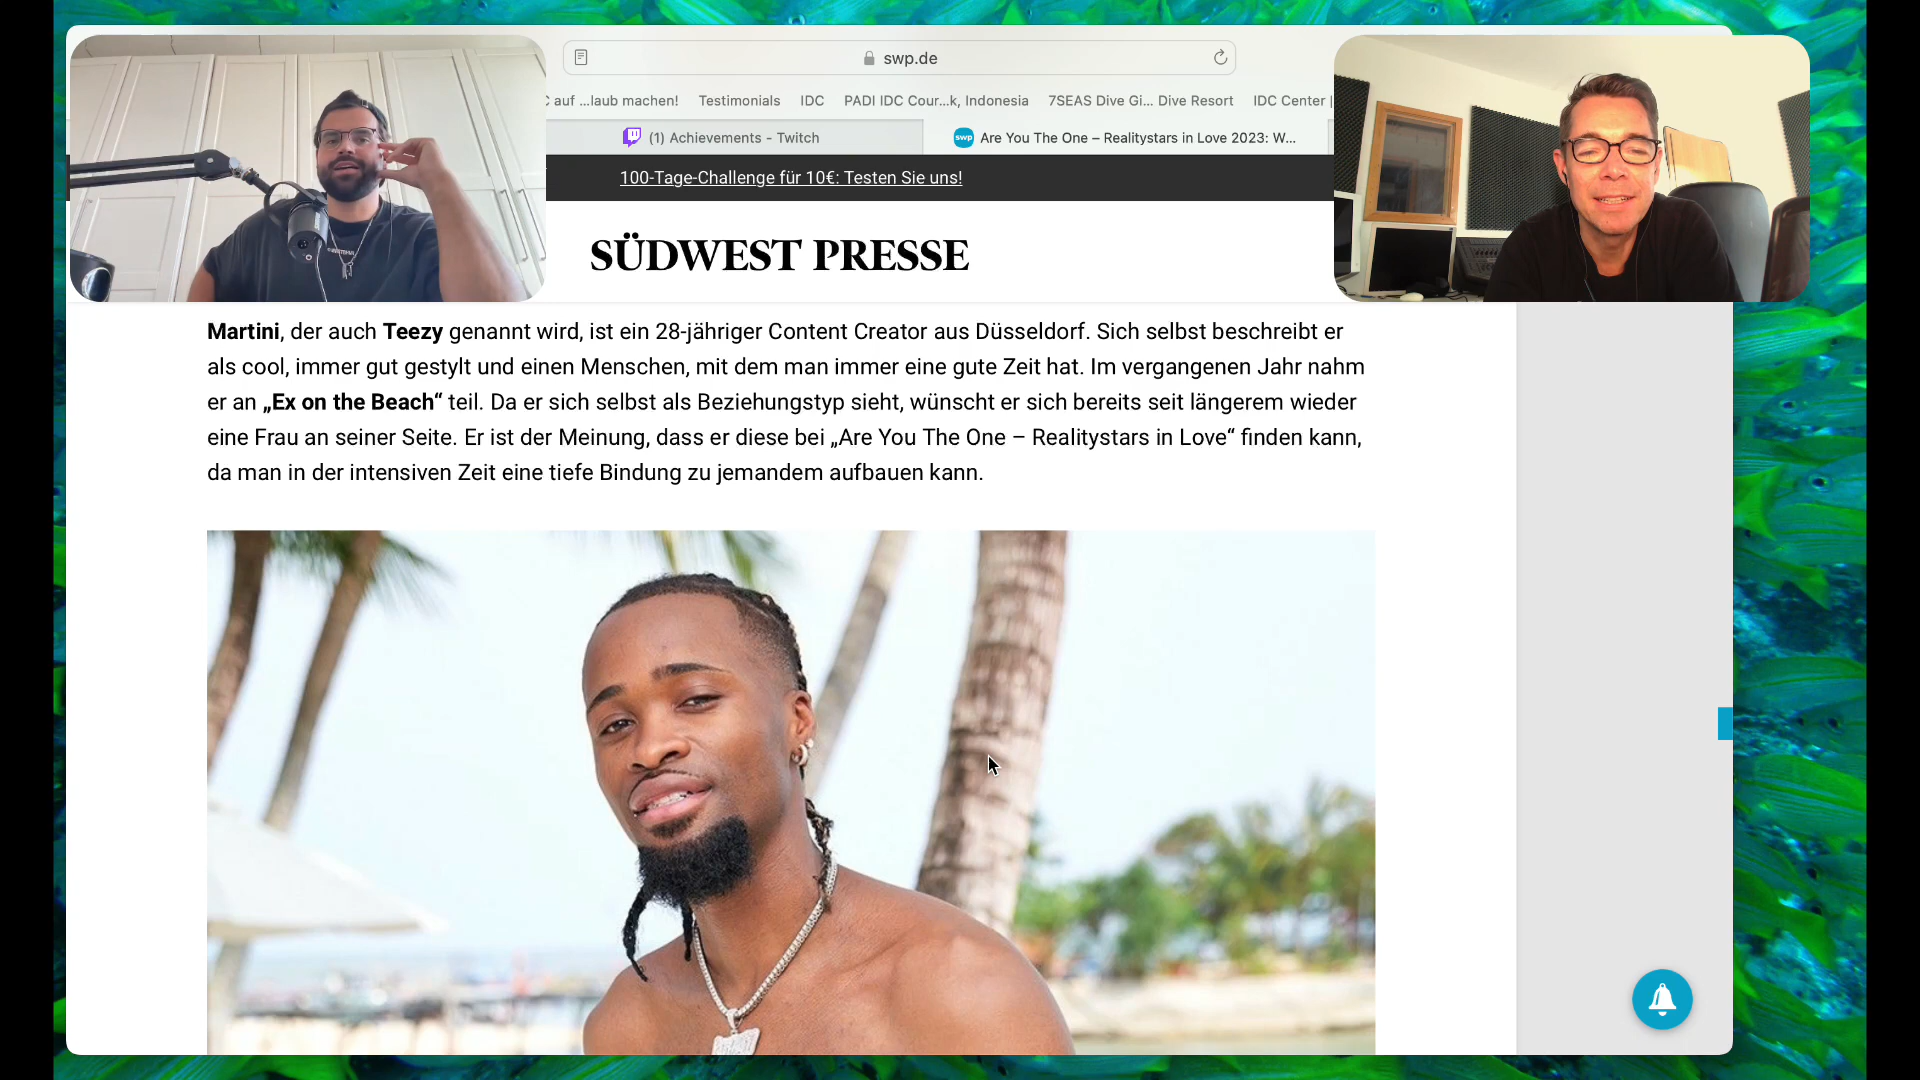 swp.de
auf ...laub machen!
Testimonials
IDC
PADI IDC Cour...k, Indonesia
7SEAS Dive Gi... Dive Resort
IDC Center |
(1) Achievements - Twitch
swp
Are You The One – Realitystars in Love 2023: W...
100-Tage-Challenge für 10€: Testen Sie uns!
SÜDWEST PRESSE
Martini, der auch Teezy genannt wird, ist ein 28-jähriger Content Creator aus Düsseldorf. Sich selbst beschreibt er
als cool, immer gut gestylt und einen Menschen, mit dem man immer eine gute Zeit hat. Im vergangenen Jahr nahm
er an „Ex on the Beach“ teil. Da er sich selbst als Beziehungstyp sieht, wünscht er sich bereits seit längerem wieder
eine Frau an seiner Seite. Er ist der Meinung, dass er diese bei „Are You The One – Realitystars in Love“ finden kann,
da man in der intensiven Zeit eine tiefe Bindung zu jemandem aufbauen kann.